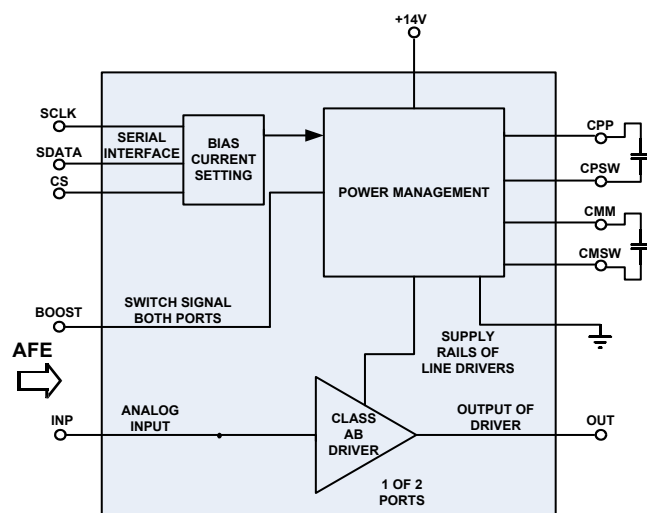 +14V
SCLK
SDATA
CS
SERIAL
INTERFACE
BIAS
CURRENT
SETTING
POWER MANAGEMENT
CPP
CPSW
CMM
CMSW
BOOST
SWITCH SIGNAL
BOTH PORTS
SUPPLY
RAILS OF
LINE DRIVERS
AFE
INP
ANALOG
INPUT
CLASS
AB
DRIVER
OUTPUT OF
DRIVER
OUT
1 OF 2
PORTS